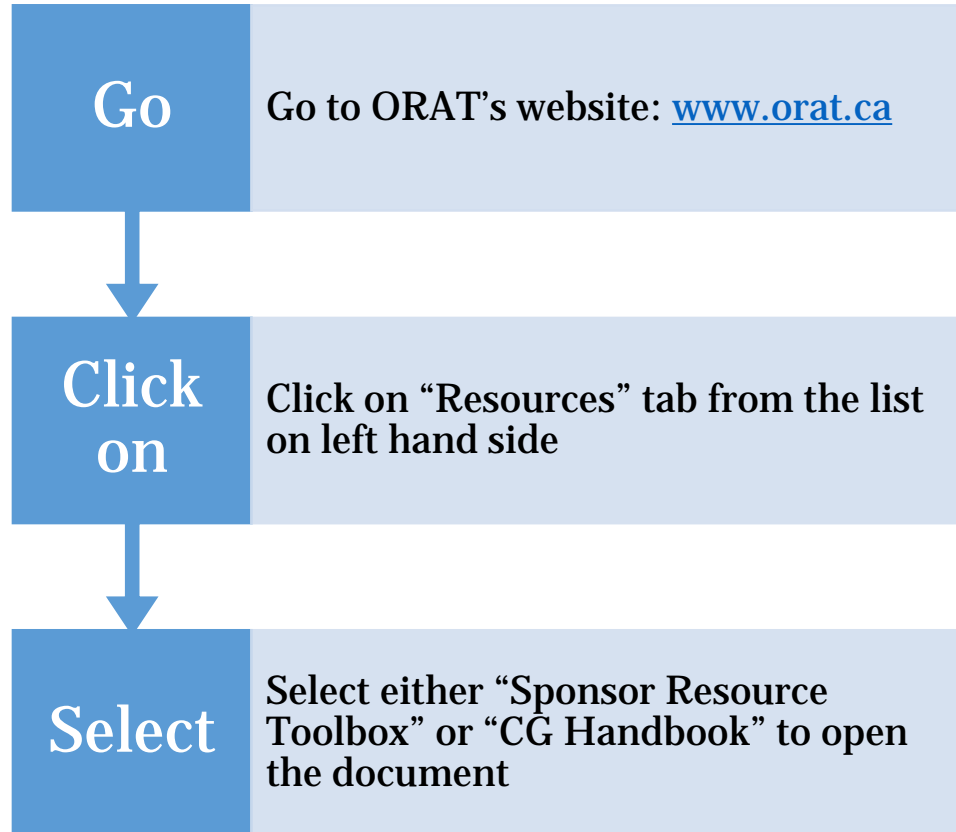 Go
Go to ORAT’s website: www.orat.ca
Click
on
Click on “Resources” tab from the list
on left hand side
Select
Select either “Sponsor Resource
Toolbox” or “CG Handbook” to open
the document